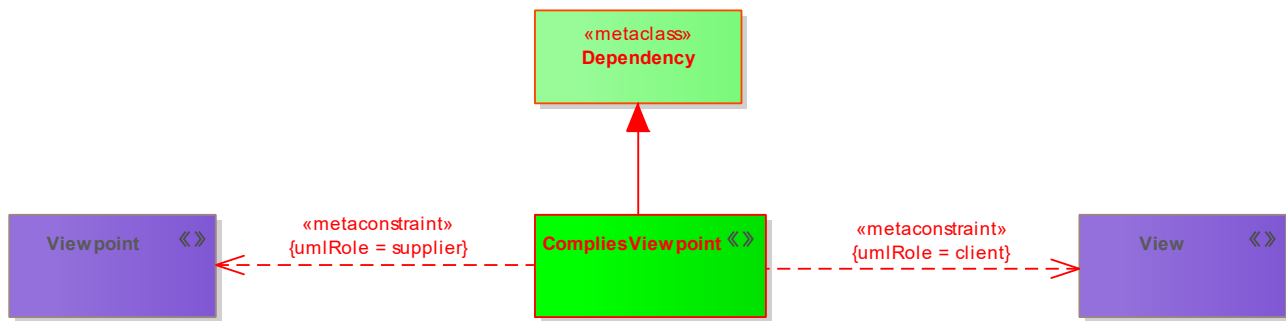 «metaclass»
Dependency
Viewpoint «»
«metaconstraint»
{umlRole = supplier}
CompliesViewpoint «»
«metaconstraint»
{umlRole = client}
View «»